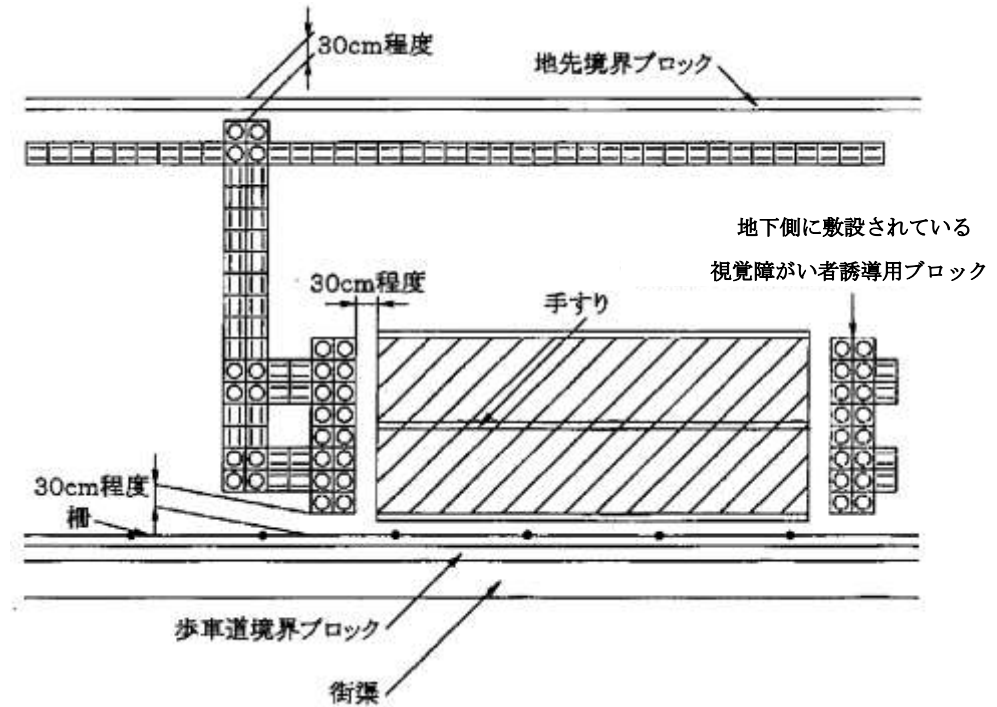 30cm程度
地先境界ブロック
地下側に敷設されている
視覚障がい者誘導用ブロック
30cm程度
手すり
30cm程度
柵
歩車道境界ブロック
街渠